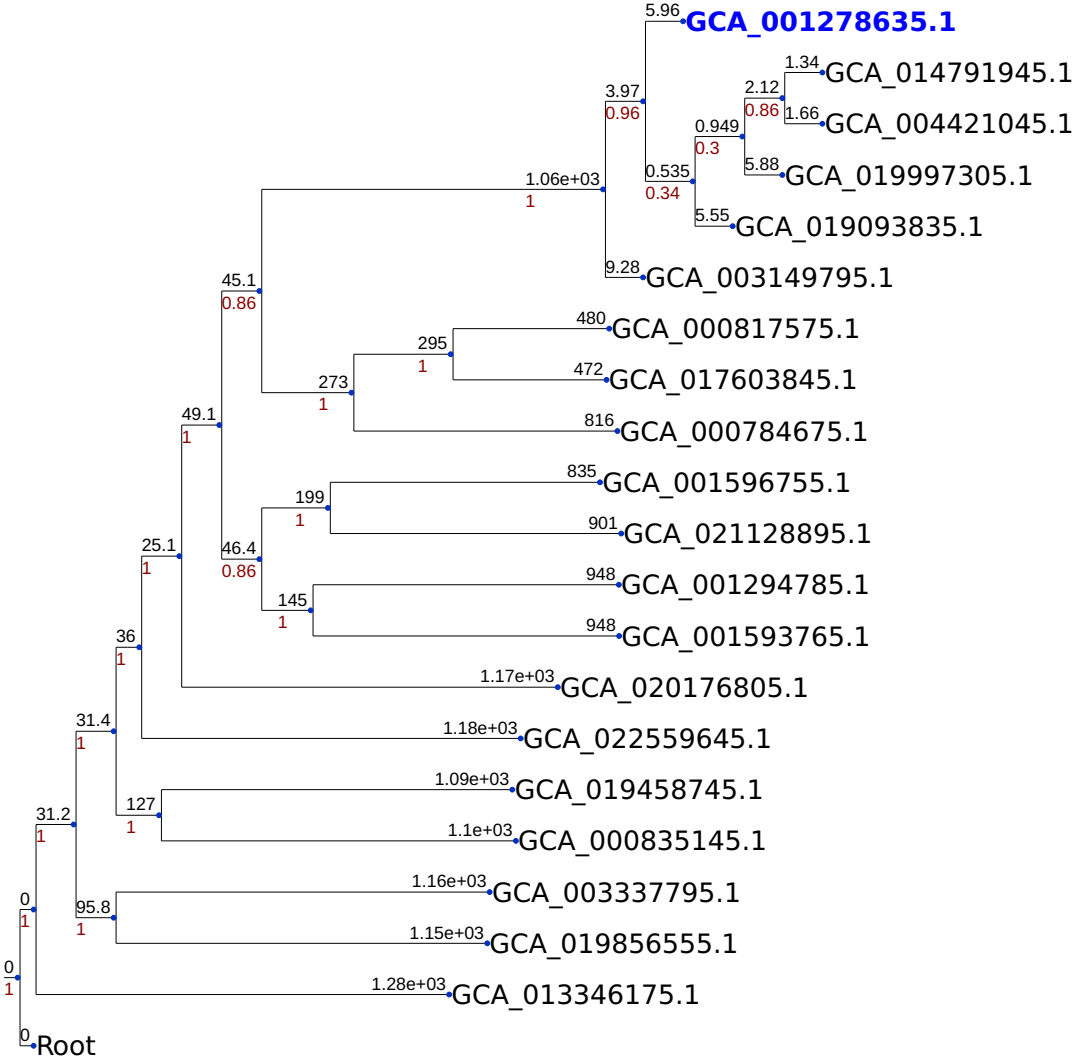 5.96
GCA_001278635.1
1.34
GCA_014791945.1
2.12
0.86
3.97
0.96
1.66
GCA_004421045.1
0.949
0.3
5.88
GCA_019997305.1
0.535
0.34
1.06e+03
1
5.55
GCA_019093835.1
9.28
GCA_003149795.1
45.1
0.86
480
GCA_000817575.1
295
1
472
GCA_017603845.1
273
1
816
GCA_000784675.1
49.1
1
835
GCA_001596755.1
199
1
901
GCA_021128895.1
25.1
1
46.4
0.86
948
GCA_001294785.1
145
1
948
GCA_001593765.1
36
1
1.17e+03
GCA_020176805.1
31.4
1
1.18e+03
GCA_022559645.1
1.09e+03
GCA_019458745.1
127
1
31.2
1
1.1e+03
GCA_000835145.1
1.16e+03
GCA_003337795.1
0
1
95.8
1
1.15e+03
GCA_019856555.1
0
1
1.28e+03
GCA_013346175.1
0
Root